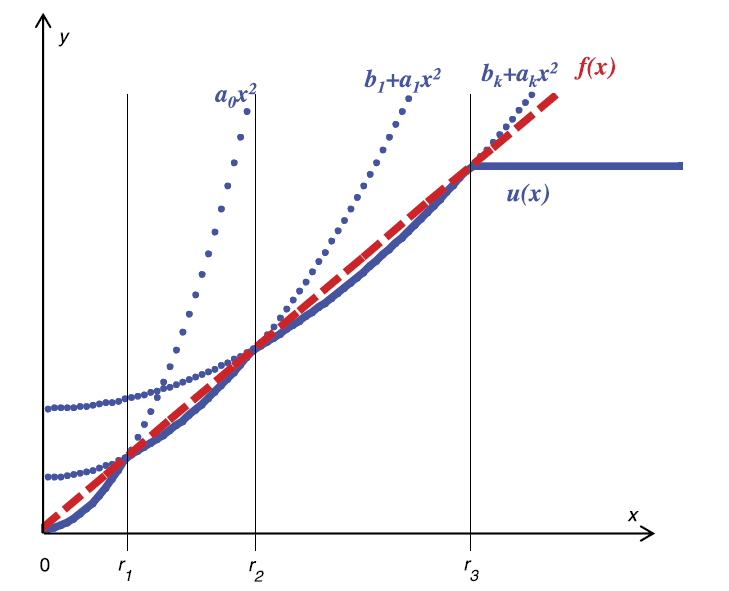 y
a₀x²
b₁+a₁x²
bₖ+aₖx²
f(x)
u(x)
x
0
r₁
r₂
r₃